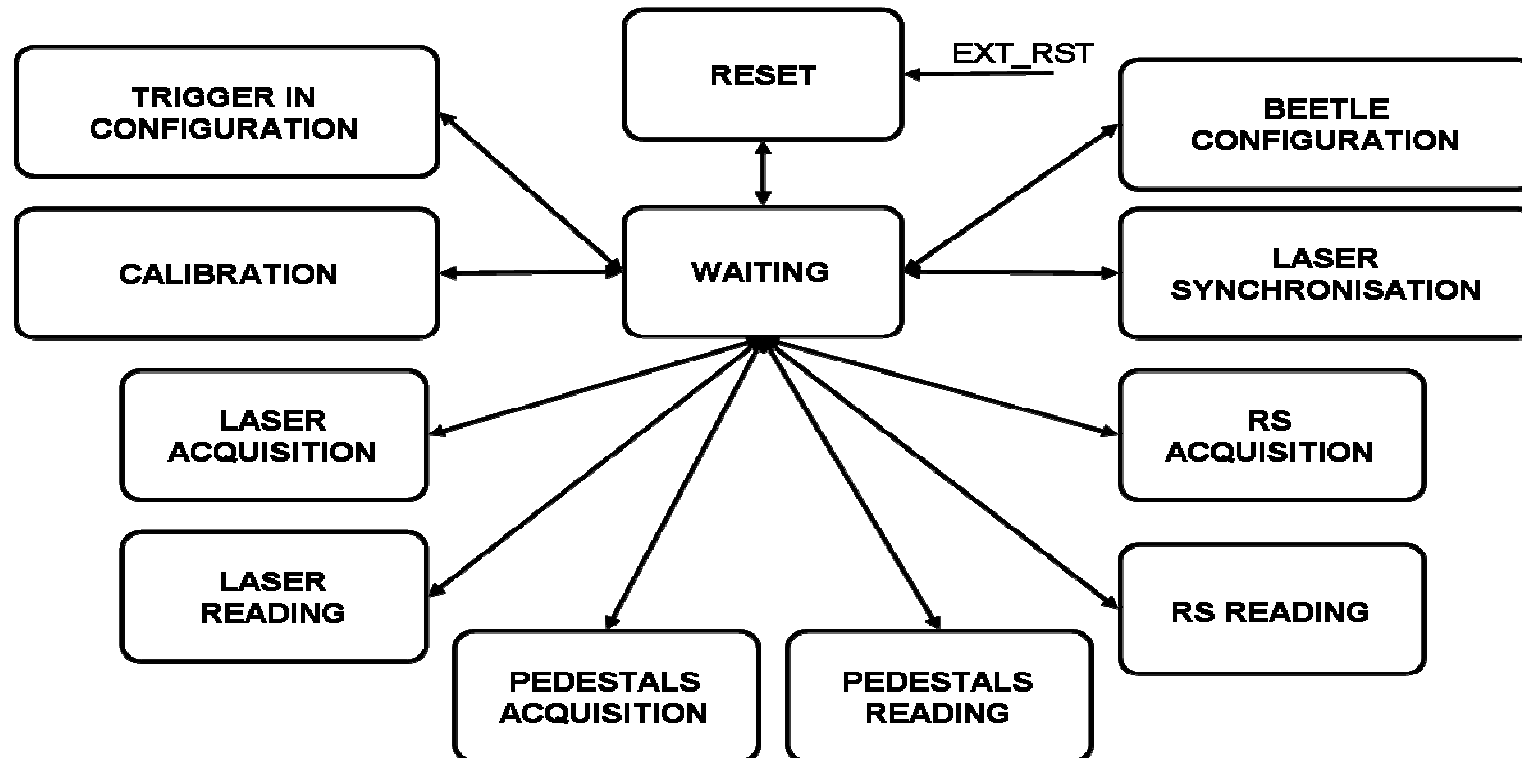 RESET
EXT_RST
TRIGGER IN
CONFIGURATION
BEETLE
CONFIGURATION
CALIBRATION
WAITING
LASER
SYNCHRONISATION
LASER
ACQUISITION
RS
ACQUISITION
LASER
READING
RS READING
PEDESTALS
ACQUISITION
PEDESTALS
READING